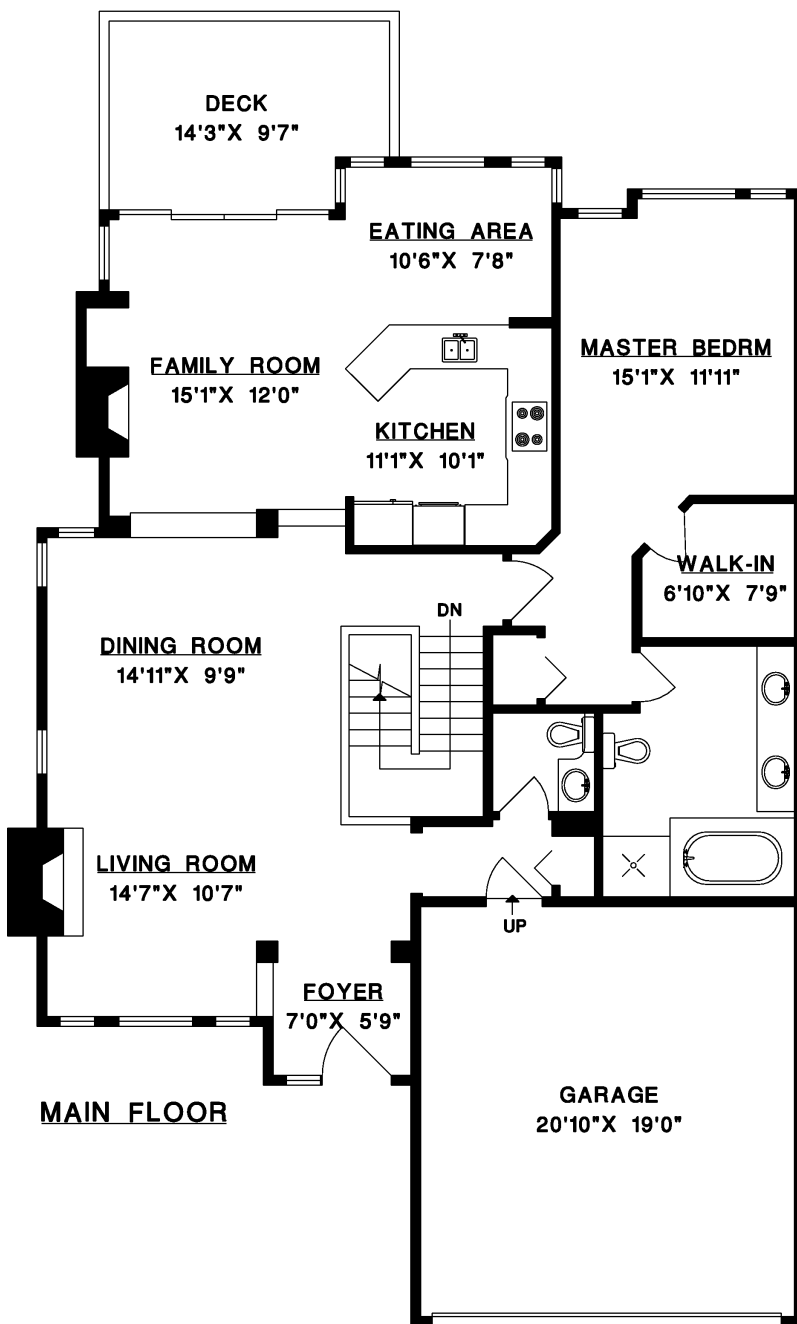 DECK
14'3"X 9'7"
EATING AREA
10'6"X 7'8"
MASTER BEDRM
15'1"X 11'11"
FAMILY ROOM
15'1"X 12'0"
KITCHEN
11'1"X 10'1"
WALK-IN
6'10"X 7'9"
DN
DINING ROOM
14'11"X 9'9"
LIVING ROOM
14'7"X 10'7"
UP
FOYER
7'0"X 5'9"
GARAGE
20'10"X 19'0"
MAIN FLOOR